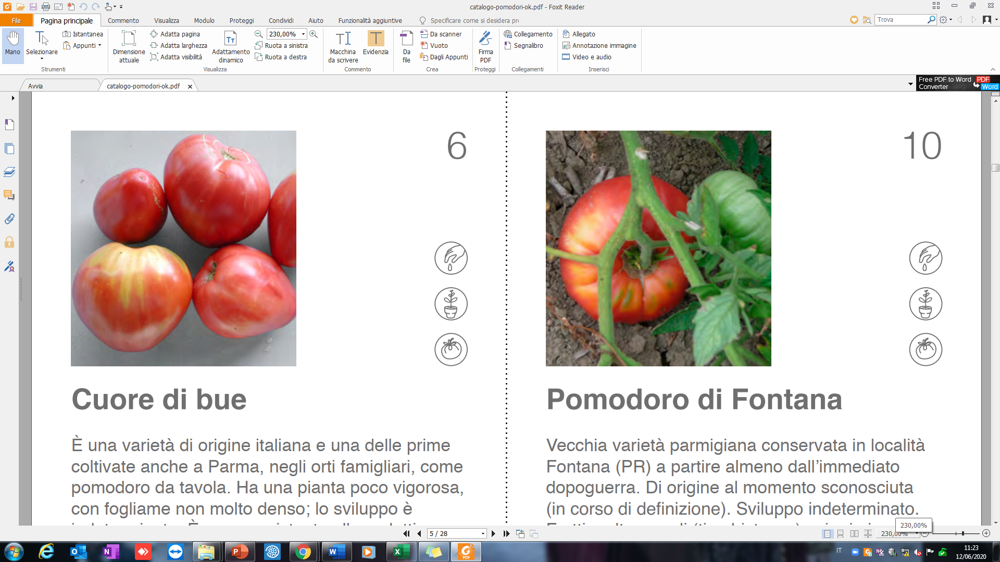 catalogo-pomodori-ok.pdf - Foxit Reader
File
Pagina principale
Commento
Visualizza
Modulo
Proteggi
Condividi
Aiuto
Funzionalità aggiuntive
Specificare come si desidera pr
Trova
Mano
Selezionare
Istantanea
Appunti
Strumenti
Dimensione
attuale
Adatta pagina
Adatta larghezza
Adatta visibilità
Adattamento
dinamico
230,00%
Ruota a sinistra
Ruota a destra
Visualizza
Macchina
da scrivere
Evidenzia
Commento
Da
file
Da scanner
Vuoto
Dagli Appunti
Crea
Firma
PDF
Proteggi
Collegamento
Segnalibro
Collegamenti
Allegato
Annotazione immagine
Video e audio
Inserisci
Avvia
catalogo-pomodori-ok.pdf
Free PDF to Word
Converter
PDF
Word
6
Cuore di bue
È una varietà di origine italiana e una delle prime
coltivate anche a Parma, negli orti famigliari, come
pomodoro da tavola. Ha una pianta poco vigorosa,
con fogliame non molto denso; lo sviluppo è
10
Pomodoro di Fontana
Vecchia varietà parmigiana conservata in località
Fontana (PR) a partire almeno dall’immediato
dopoguerra. Di origine al momento sconosciuta
(in corso di definizione). Sviluppo indeterminato.
230,00%
5 / 28
230,00%
IT
11:23
12/06/2020